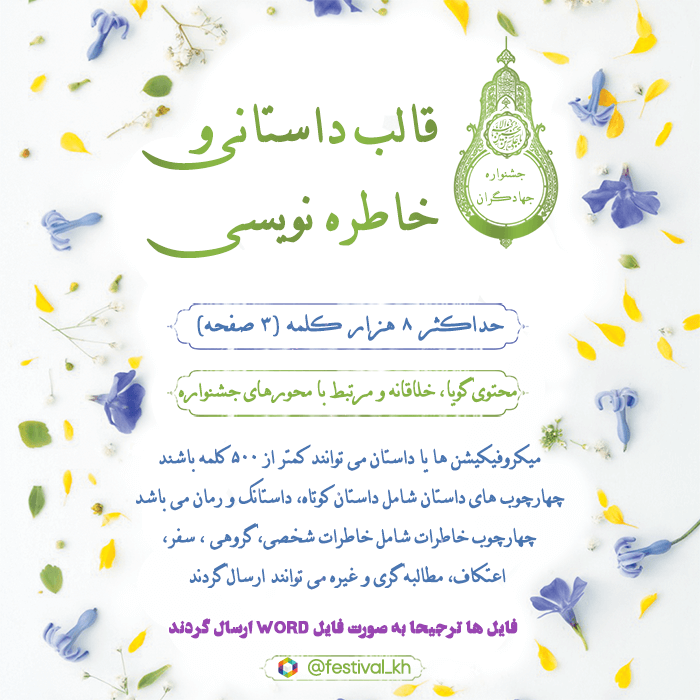 قالب داستانی و
خاطره نویسی
جشنواره
جهادگران
حداکثر ۸ هزار کلمه (۳ صفحه)
محتوی گویا، خلاقانه و مرتبط با محورهای جشنواره
میکروفیکیشن ها یا داستان می توانند کمتر از ۵۰۰ کلمه باشند
چهارچوب های داستان شامل داستان کوتاه، داستانک و رمان می باشد
چهارچوب خاطرات شامل خاطرات شخصی، گروهی ، سفر،
اعتکاف، مطالبه گری و غیره می توانند ارسال گردند
فایل ها ترجیحا به صورت فایل WORD ارسال گردند
@festival_kh